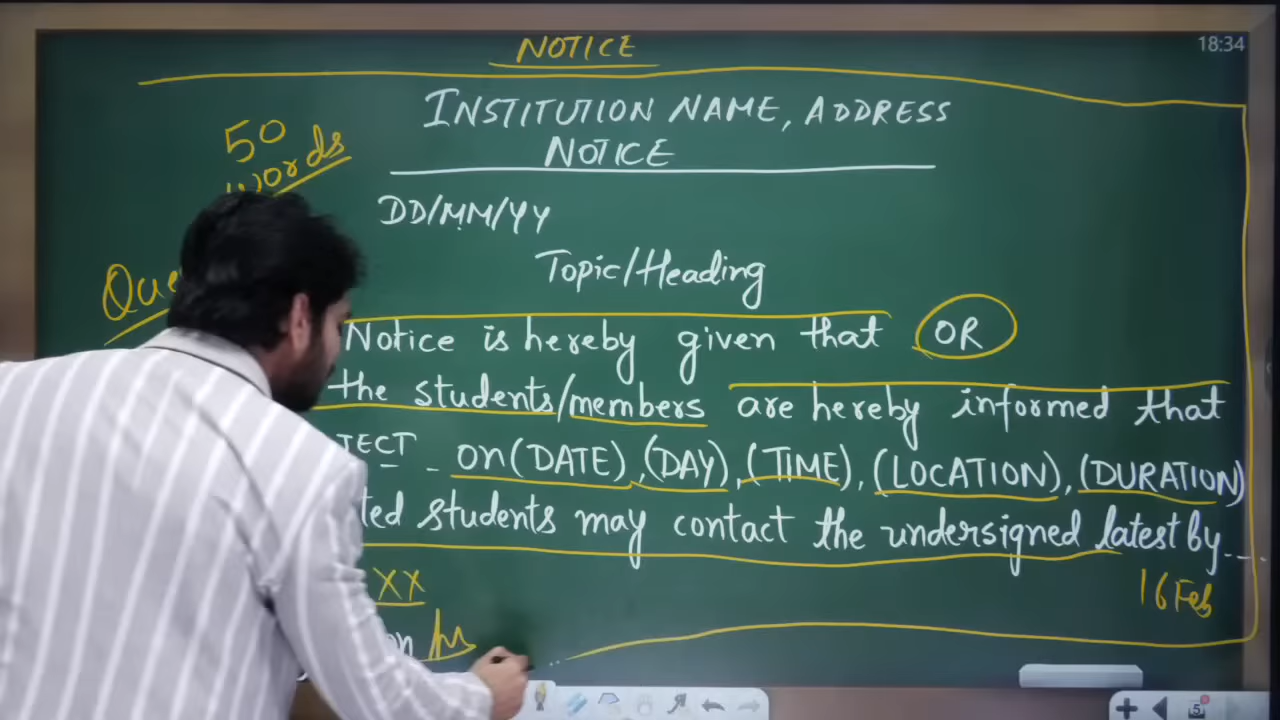 NOTICE
18:34
INSTITUTION NAME, ADDRESS
NOTICE
50
words
DD/MM/YY
Topic/Heading
Notice is hereby given that OR
the students/members are hereby informed that
on (DATE), (DAY), (TIME), (LOCATION), (DURATION)
students may contact the undersigned latest by....
XX
16 Feb
5